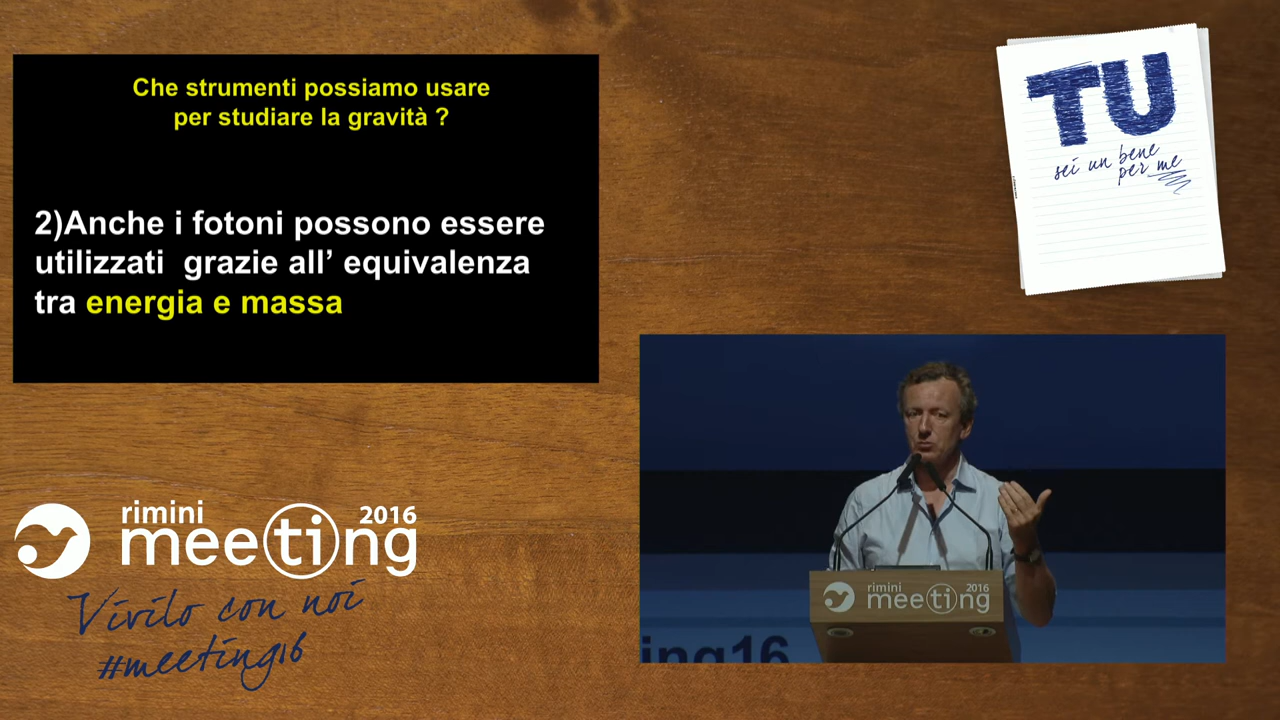 Che strumenti possiamo usare
per studiare la gravità ?
2)Anche i fotoni possono essere
utilizzati grazie all’ equivalenza
tra energia e massa
TU
sei un bene
per me
rimini 2016
meeting
Vivilo con noi
#meeting16
rimini 2016
meeting
ing16